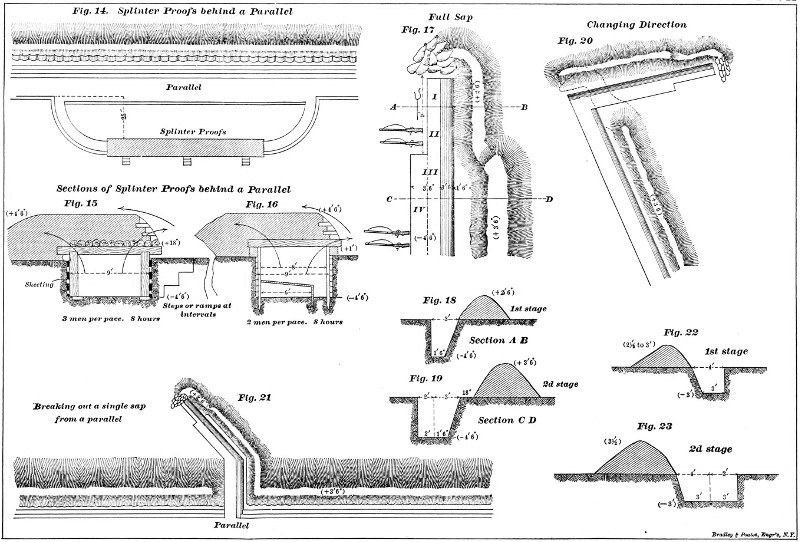 Fig. 14. Splinter Proofs behind a Parallel
Parallel
Splinter Proofs
Sections of Splinter Proofs behind a Parallel
Fig. 15
Fig. 16
(+4'6")
(+4'6")
(+18")
(+1')
9'
6'
Sheeting
(-4'6")
(-4'6")
Steps or ramps at
intervals
3 men per pace. 8 hours
2 men per pace. 8 hours
Full Sap
Fig. 17
I
A
B
(+2'6")
II
III
3'6"
1'6"
C
D
IV
(-4'6")
(+3'6")
Changing Direction
Fig. 20
Fig. 18
(+2'6")
1st stage
3'
(-4'6")
Section A B
Fig. 19
(+3'6")
2d stage
18"
2'
1'6"
(-4'6")
Section C D
Fig. 22
(2½ to 3')
1st stage
4'
3'
(-3')
Fig. 23
(3½)
2d stage
4'
3'
3'
3'
(-3')
Breaking out a single sap
from a parallel
Fig. 21
(+3'6")
Parallel
Bradley & Poates, Engr's, N.Y.